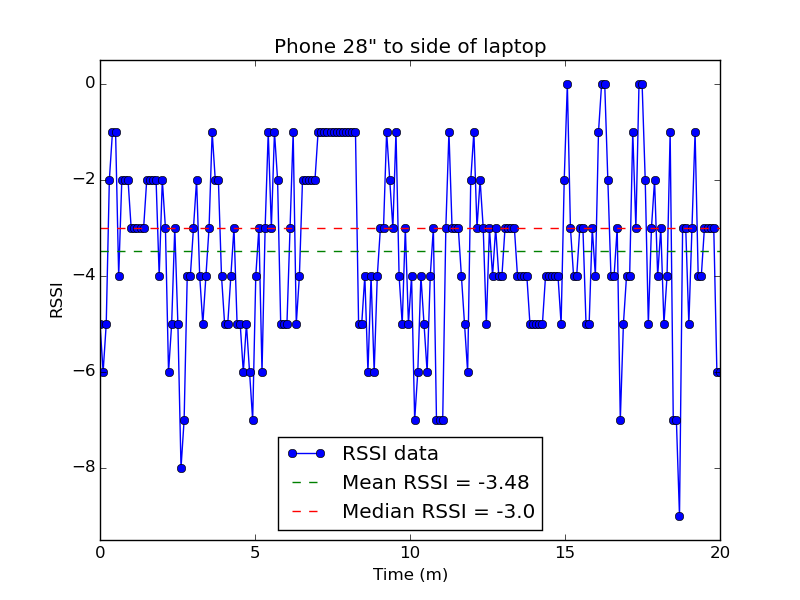 Phone 28" to side of laptop
0
−2
−4
−6
−8
RSSI
RSSI data
Mean RSSI = -3.48
Median RSSI = -3.0
0 5 10 15 20
Time (m)